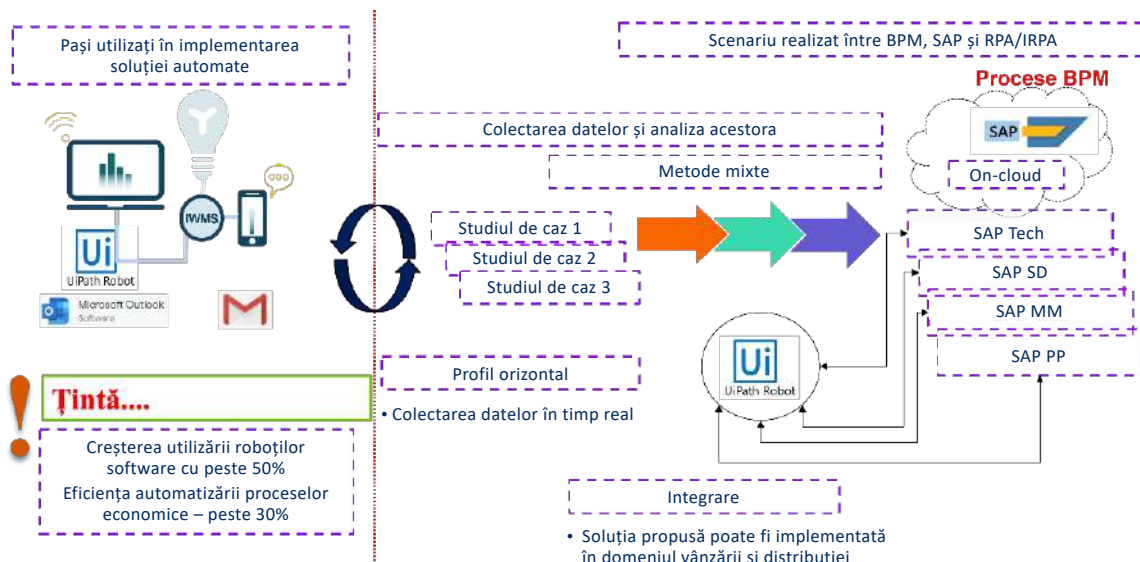 Pași utilizați în implementarea
soluției automate
IWMS
Ui
UiPath Robot
Microsoft Outlook
Software
Țintă....
Creșterea utilizării roboților
software cu peste 50%
Eficiența automatizării proceselor
economice – peste 30%
Scenariu realizat între BPM, SAP și RPA/IRPA
Procese BPM
SAP
On-cloud
Colectarea datelor și analiza acestora
Metode mixte
Studiul de caz 1
Studiul de caz 2
Studiul de caz 3
SAP Tech
SAP SD
SAP MM
SAP PP
Ui
UiPath Robot
Profil orizontal
• Colectarea datelor în timp real
Integrare
• Soluția propusă poate fi implementată
în domeniul vânzării și distribuției